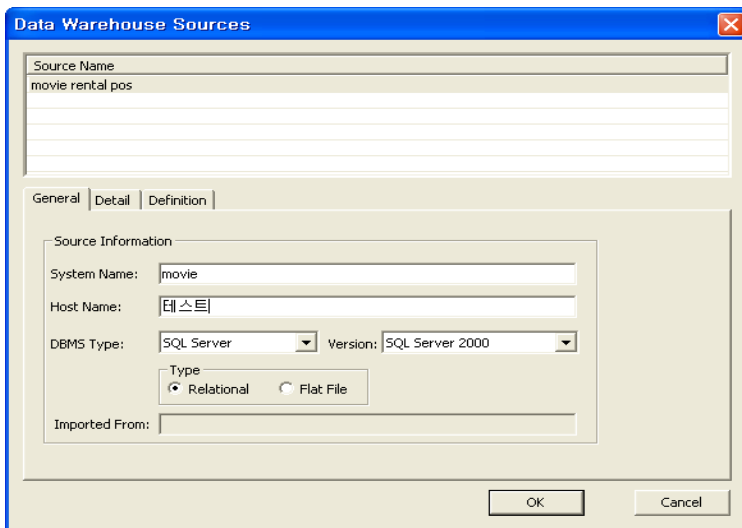 Data Warehouse Sources
Source Name
movie rental pos
General Detail Definition
Source Information
System Name: movie
Host Name: 테스트
DBMS Type: SQL Server Version: SQL Server 2000
Type
Relational Flat File
Imported From:
OK Cancel